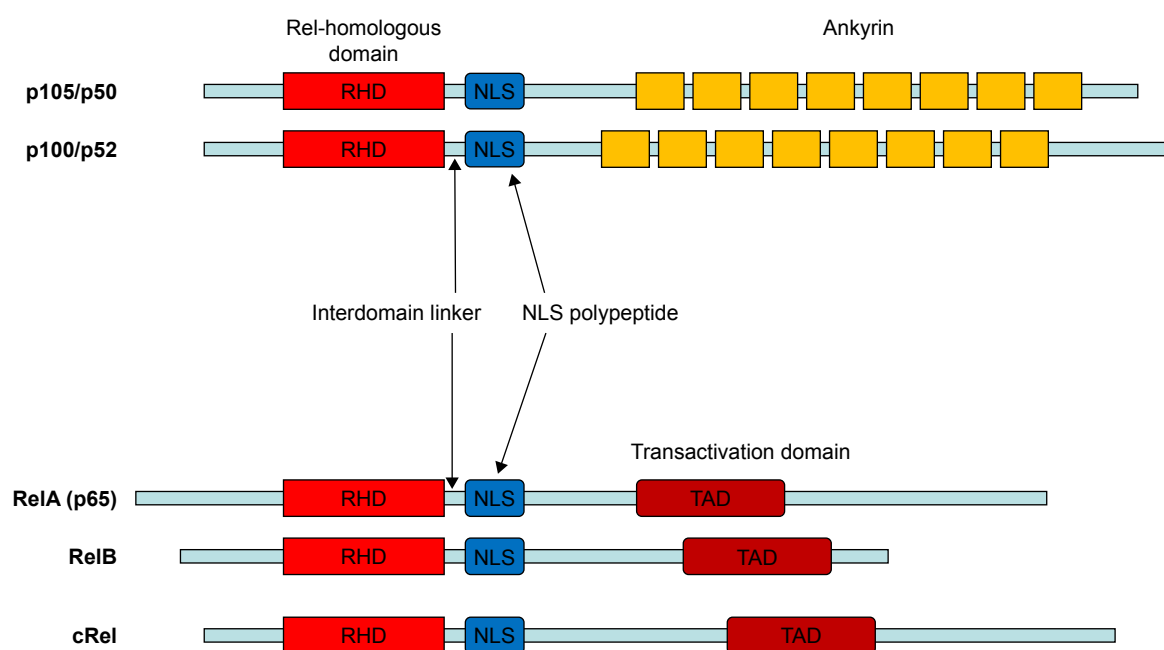 Rel-homologous
domain
Ankyrin
p105/p50
RHD
NLS
p100/p52
RHD
NLS
Interdomain linker
NLS polypeptide
Transactivation domain
RelA (p65)
RHD
NLS
TAD
RelB
RHD
NLS
TAD
cRel
RHD
NLS
TAD